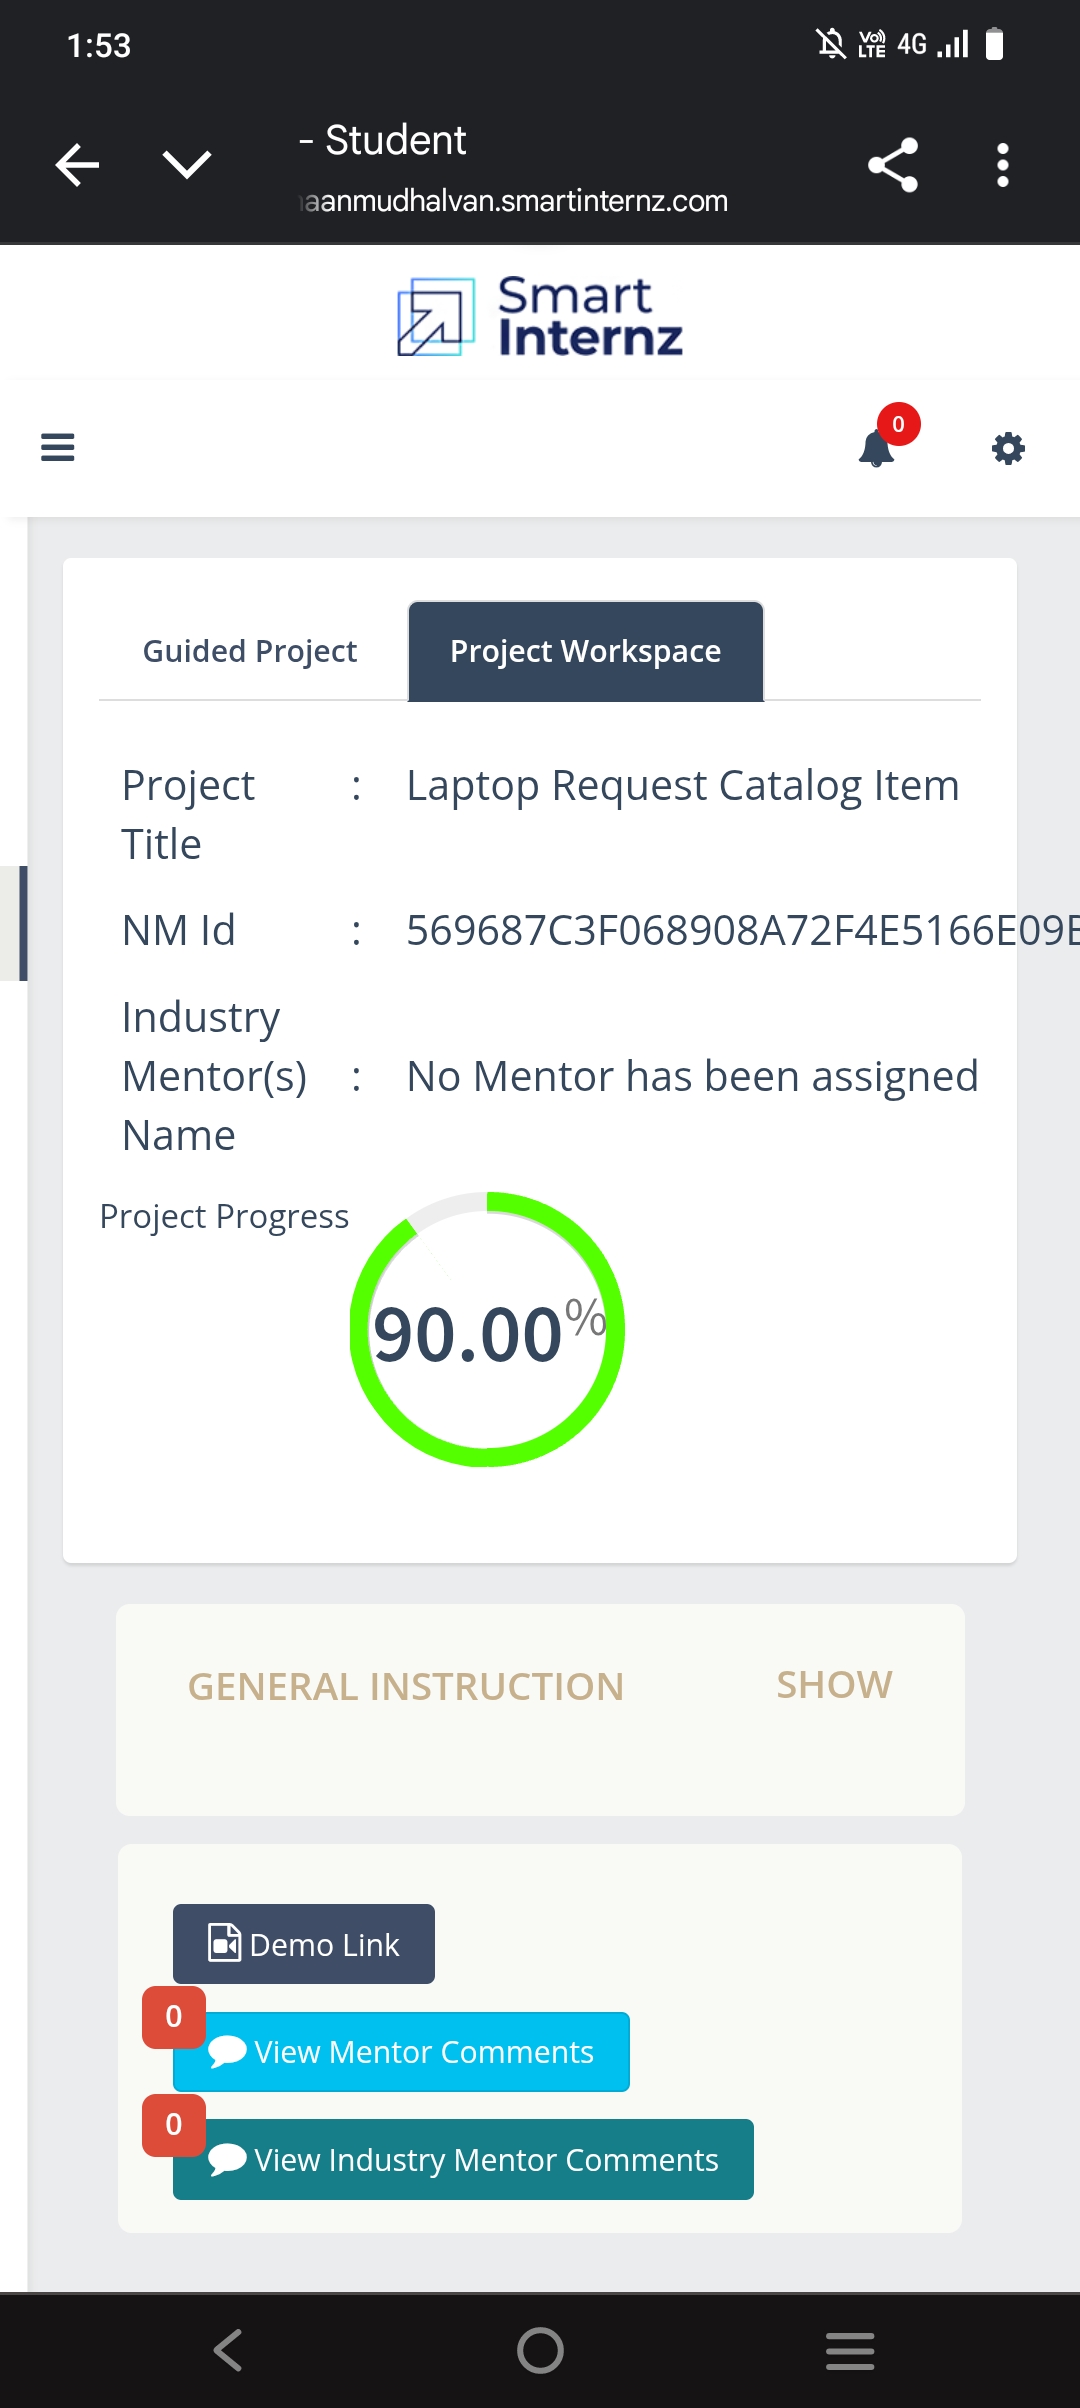 1:53
Vo)) LTE 4G
- Student
aanmudhalvan.smartinternz.com
Smart
Internz
0
Guided Project Project Workspace
Project : Laptop Request Catalog Item
Title
NM Id : 569687C3F068908A72F4E5166E09E
Industry
Mentor(s) : No Mentor has been assigned
Name
Project Progress
90.00%
GENERAL INSTRUCTION SHOW
Demo Link
0
View Mentor Comments
0
View Industry Mentor Comments